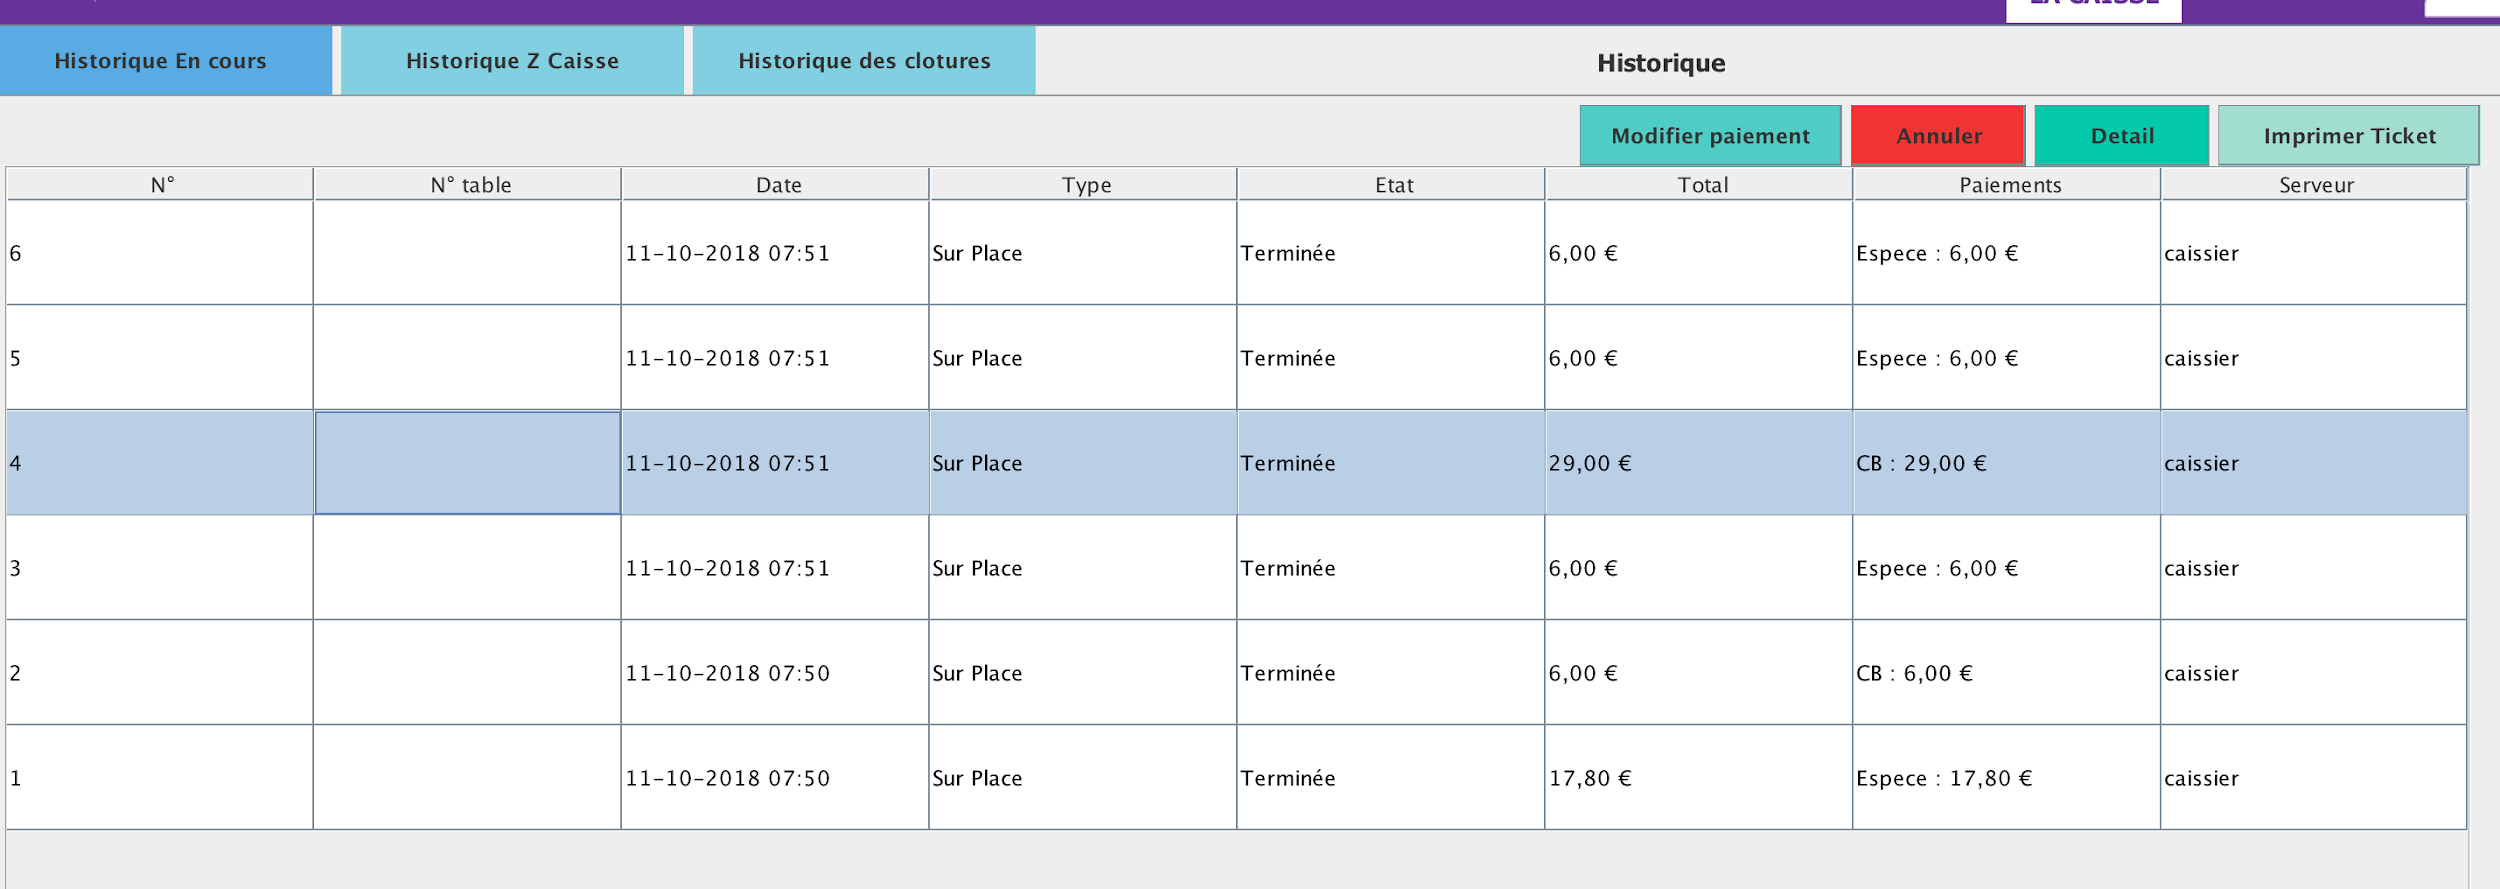 LA CAISSE
Historique En cours Historique Z Caisse Historique des clotures Historique
Modifier paiement Annuler Detail Imprimer Ticket
N° N° table Date Type Etat Total Paiements Serveur
6 11-10-2018 07:51 Sur Place Terminée 6,00 € Espece : 6,00 € caissier
5 11-10-2018 07:51 Sur Place Terminée 6,00 € Espece : 6,00 € caissier
4 11-10-2018 07:51 Sur Place Terminée 29,00 € CB : 29,00 € caissier
3 11-10-2018 07:51 Sur Place Terminée 6,00 € Espece : 6,00 € caissier
2 11-10-2018 07:50 Sur Place Terminée 6,00 € CB : 6,00 € caissier
1 11-10-2018 07:50 Sur Place Terminée 17,80 € Espece : 17,80 € caissier